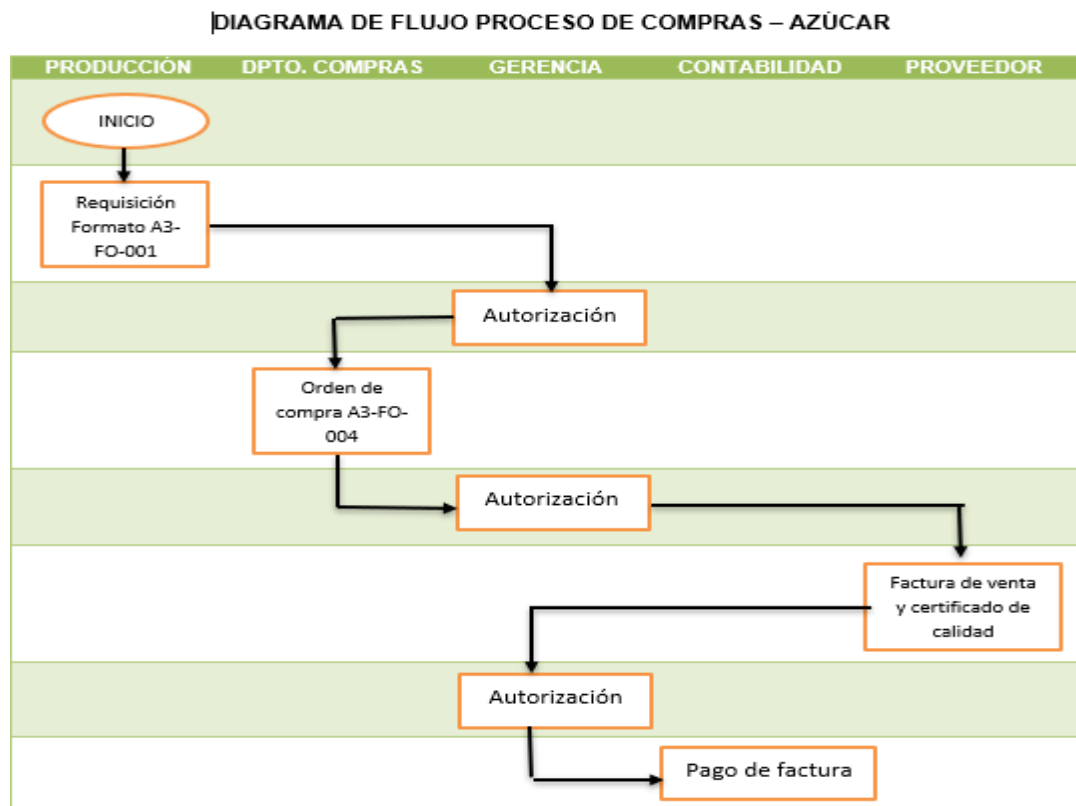 DIAGRAMA DE FLUJO PROCESO DE COMPRAS – AZÚCAR
PRODUCCIÓN DPTO. COMPRAS GERENCIA CONTABILIDAD PROVEEDOR
INICIO
Requisición
Formato A3-
FO-001
Autorización
Orden de
compra A3-FO-
004
Autorización
Factura de venta
y certificado de
calidad
Autorización
Pago de factura